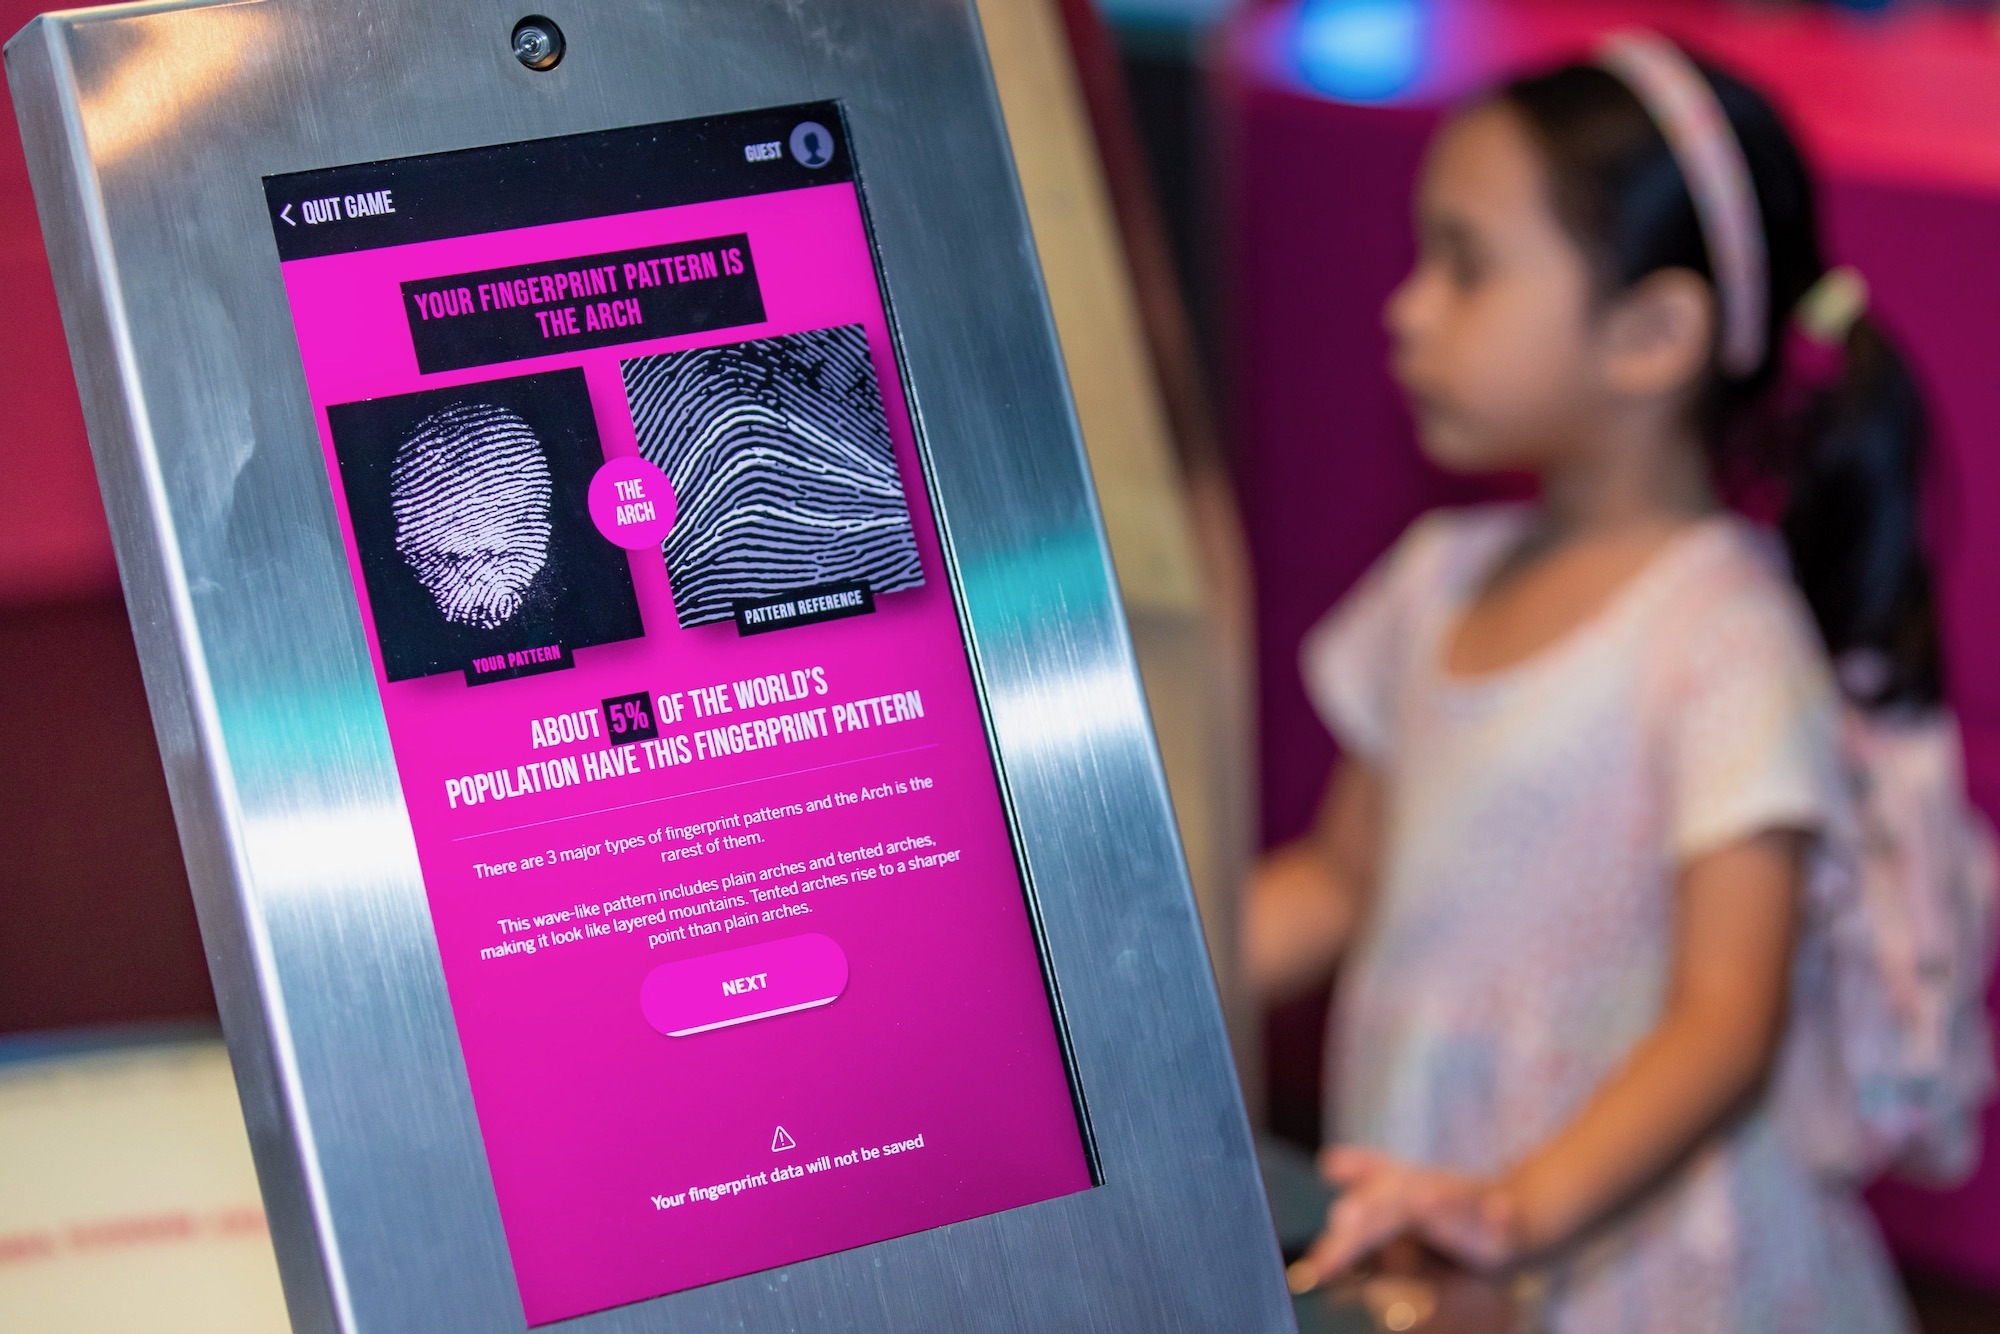 GUEST
< QUIT GAME
YOUR FINGERPRINT PATTERN IS
THE ARCH
THE
ARCH
YOUR PATTERN
PATTERN REFERENCE
ABOUT 5% OF THE WORLD'S
POPULATION HAVE THIS FINGERPRINT PATTERN
There are 3 major types of fingerprint patterns and the Arch is the
rarest of them.
This wave-like pattern includes plain arches and tented arches,
making it look like layered mountains. Tented arches rise to a sharper
point than plain arches.
NEXT
Your fingerprint data will not be saved